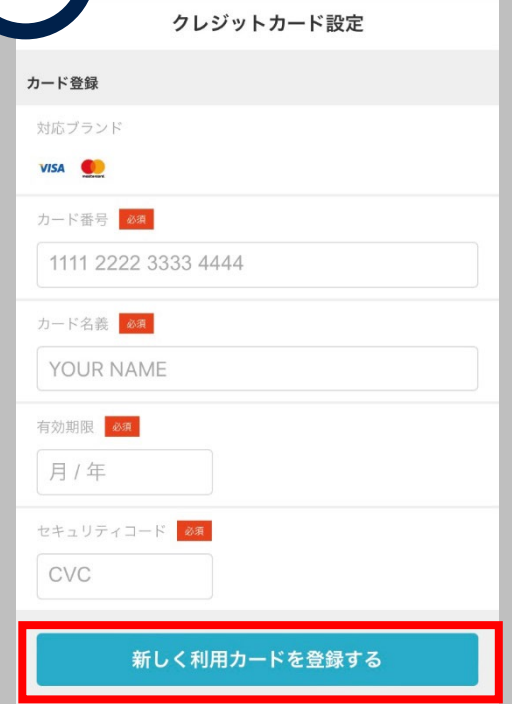 クレジットカード設定
カード登録
対応ブランド
VISA mastercard
カード番号 必須
1111 2222 3333 4444
カード名義 必須
YOUR NAME
有効期限 必須
月 / 年
セキュリティコード 必須
CVC
新しく利用カードを登録する